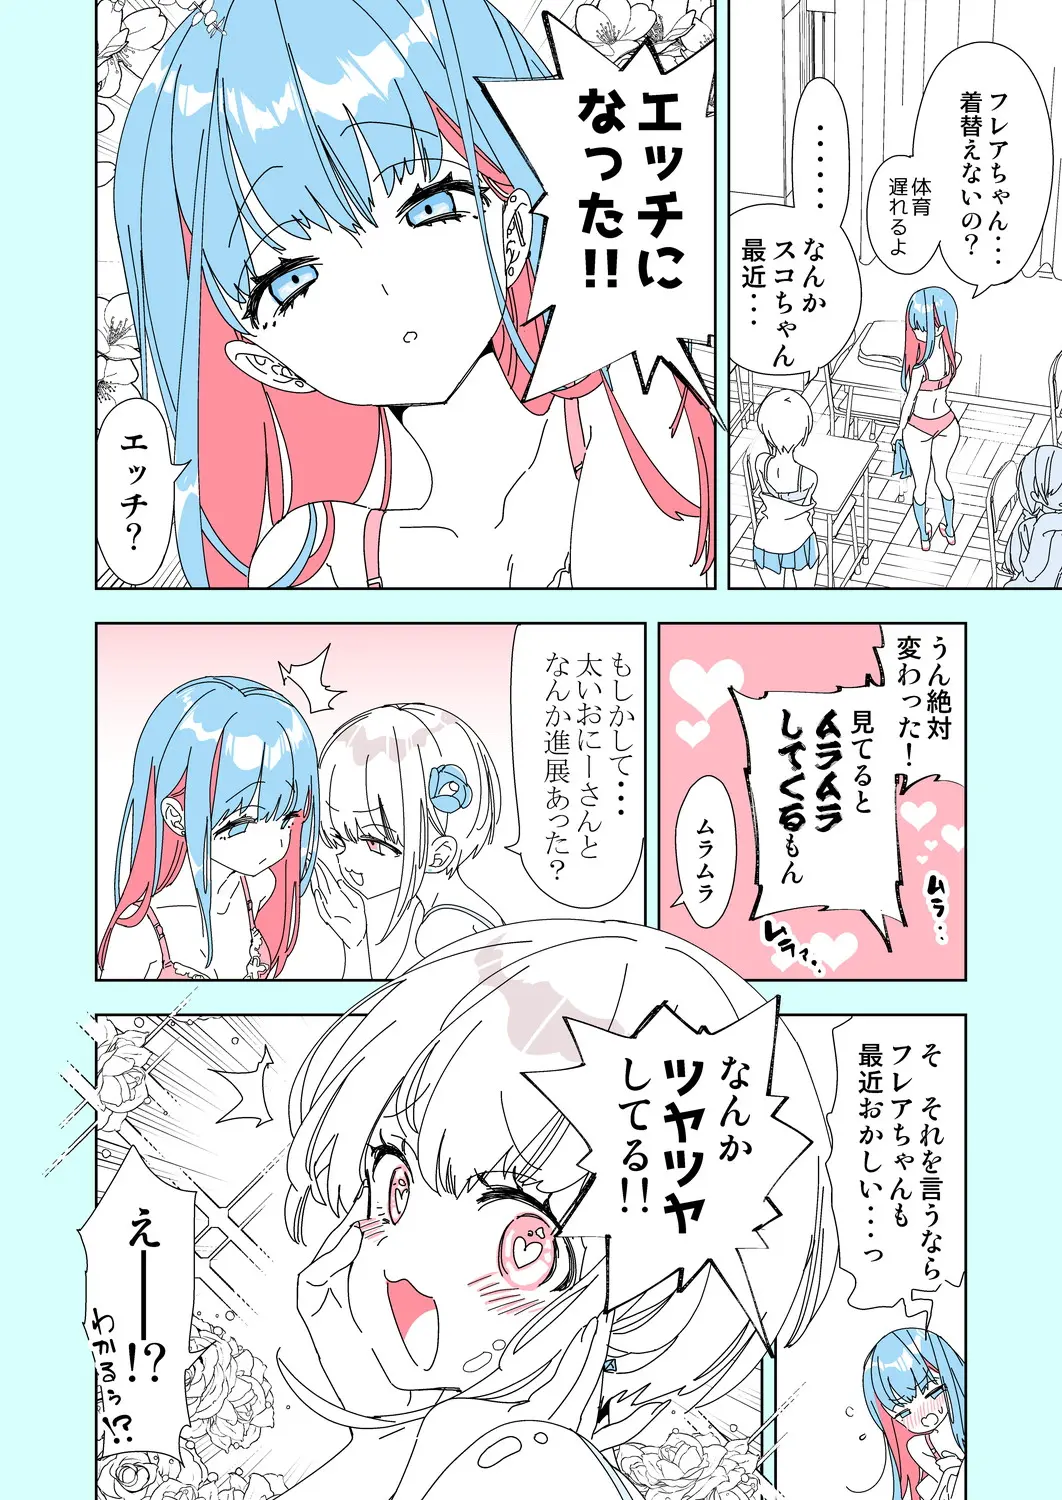 フレアちゃん･･･
着替えないの？
体育
遅れるよ
･･････
なんか
スコちゃん
最近･･･
エッチに
なった!!
エッチ？
うん絶対
変わった！
見てると
ムラムラ
してくるもん
ムラムラ
ムラ･･
ムラァ･･
もしかして･･･
太いおにーさんと
なんか進展あった？
そ　それを言うなら
フレアちゃんも
最近おかしい･･･っ
なんか
ツヤツヤ
してる!!
え――!?
わかるぅ!?